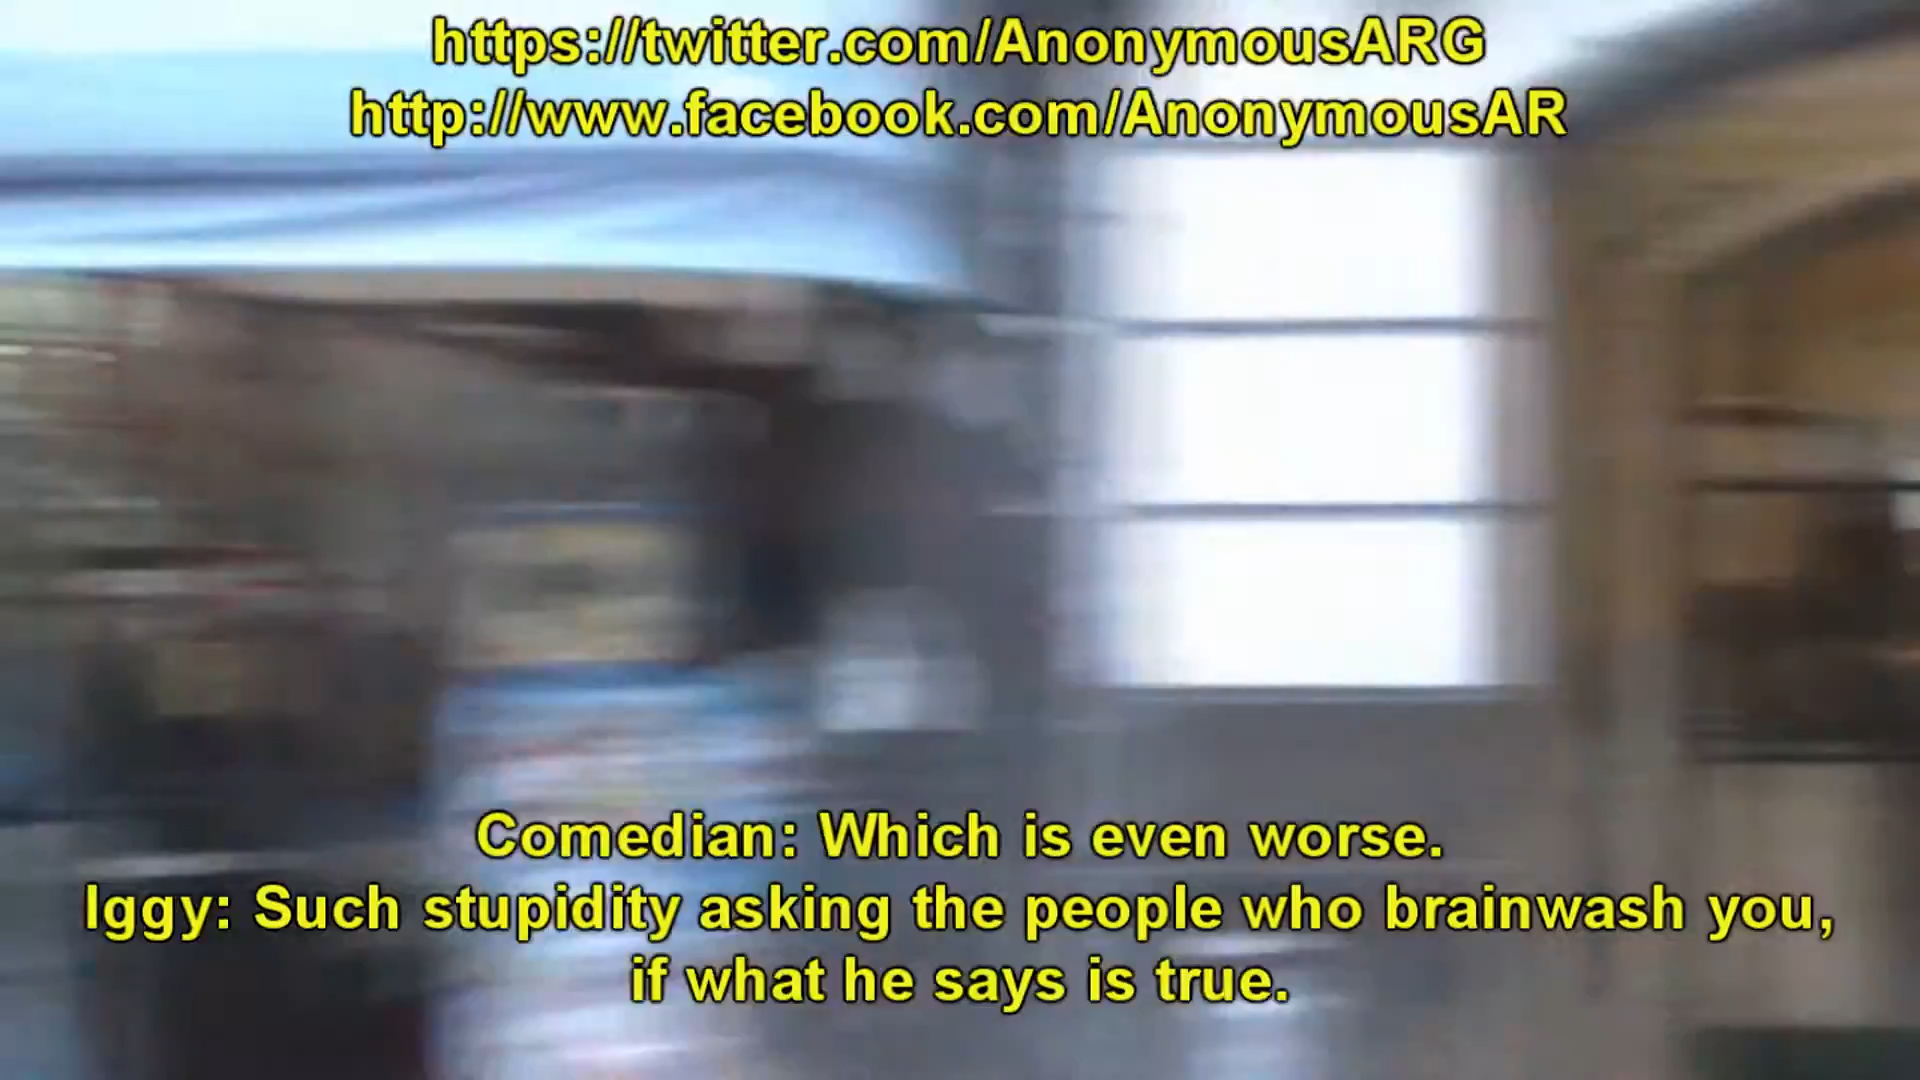 https://twitter.com/AnonymousARG
http://www.facebook.com/AnonymousAR
Comedian: Which is even worse.
Iggy: Such stupidity asking the people who brainwash you,
if what he says is true.